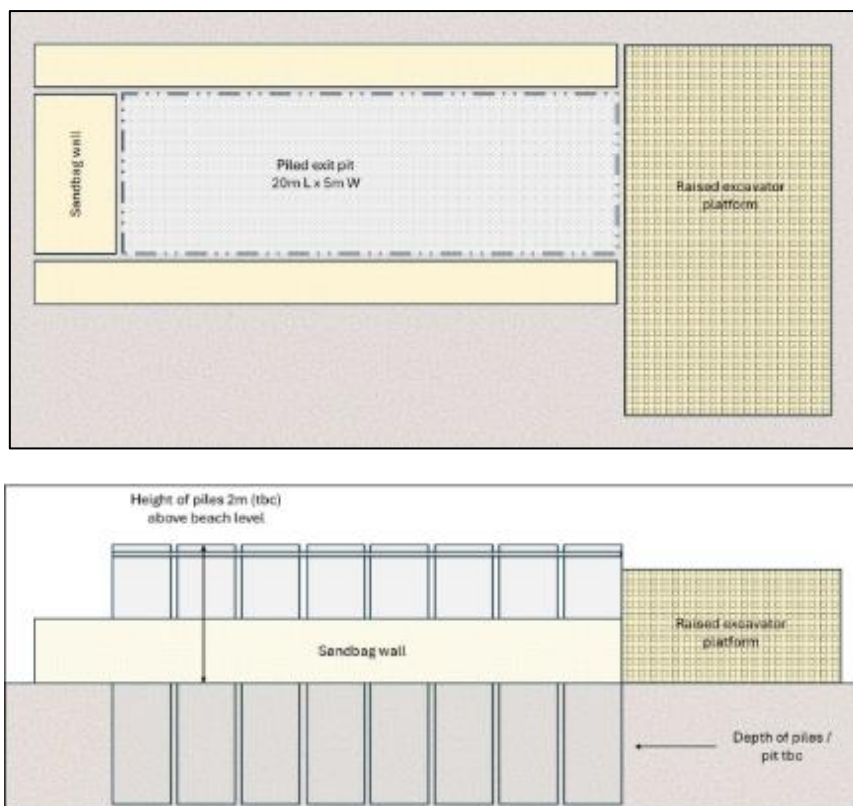 Sandbag wall
Piled exit pit
20m L x 5m W
Raised excavator
platform
Height of piles 2m (tbc)
above beach level
Sandbag wall
Raised excavator
platform
Depth of piles /
pit tbc